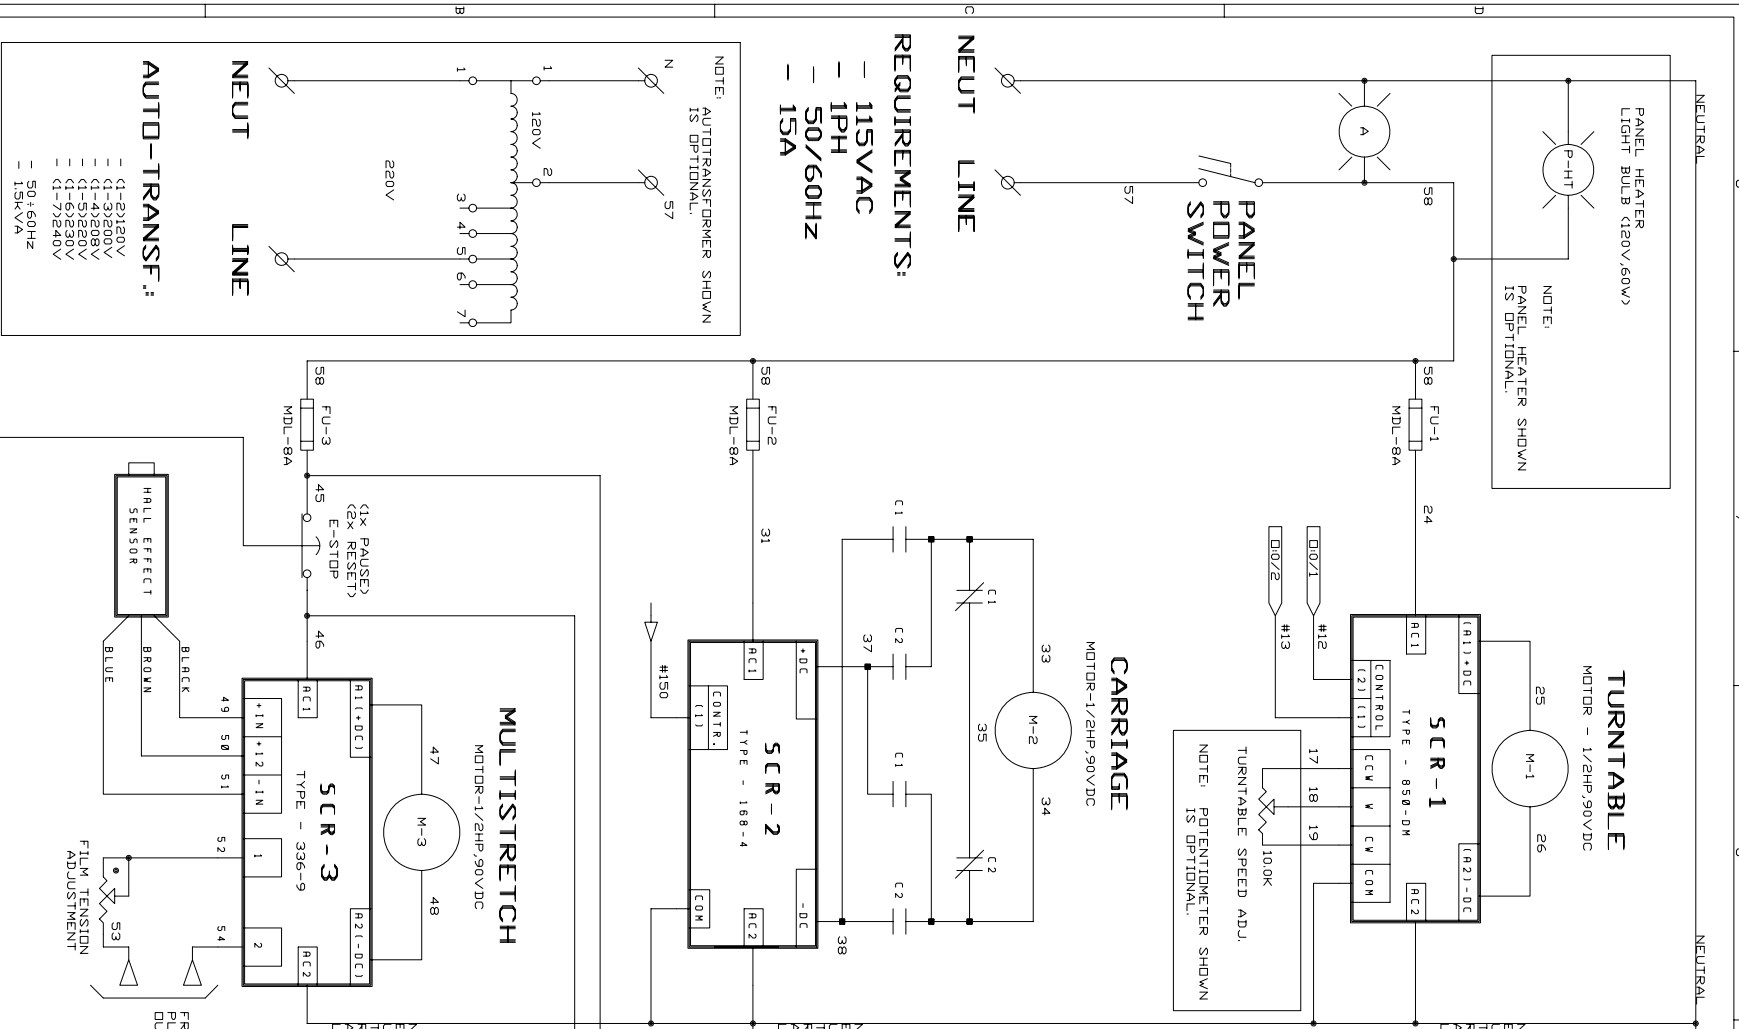 B
C
D
NOTE:
AUTOTRANSFORMER SHOWN
IS OPTIONAL.
N
57
1
1
120V
2
220V
3
4
5
6
7
NEUT
LINE
AUTO-TRANSF.:
- (1-2)120V
- (1-3)200V
- (1-4)208V
- (1-5)220V
- (1-6)230V
- (1-7)240V
- 50÷60Hz
- 1.5kVA
NEUT
LINE
REQUIREMENTS:
- 115VAC
- 1PH
- 50/60Hz
- 15A
NEUTRAL
PANEL HEATER
LIGHT BULB (120V,60W)
P-HT
NOTE:
PANEL HEATER SHOWN
IS OPTIONAL.
A
57
58
PANEL
POWER
SWITCH
58
FU-1
MDL-8A
24
58
FU-2
MDL-8A
31
58
FU-3
MDL-8A
45
(1x PAUSE)
(2x RESET)
E-STOP
46
TURNTABLE
MOTOR - 1/2HP,90VDC
25
M-1
26
(A1)+DC
(A2)-DC
SCR-1
TYPE - 850-DM
AC1
CONTROL
(2)(1)
CCW
W
CW
COM
AC2
O:0/1
O:0/2
#12
#13
17
18
19
10.0K
TURNTABLE SPEED ADJ.
NOTE: POTENTIOMETER SHOWN
IS OPTIONAL.
NEUTRAL
CARRIAGE
MOTOR-1/2HP,90VDC
33
M-2
34
35
C1
C2
C1
C2
C1
C2
37
38
+DC
-DC
SCR-2
TYPE - 168-4
AC1
CONTR.
(1)
COM
AC2
#150
MULTISTRETCH
MOTOR-1/2HP,90VDC
47
M-3
48
A1(+DC)
A2(-DC)
SCR-3
TYPE - 336-9
AC1
+IN
+12
-IN
1
2
AC2
HALL EFFECT
SENSOR
BLACK
BROWN
BLUE
49
50
51
52
53
54
FILM TENSION
ADJUSTMENT